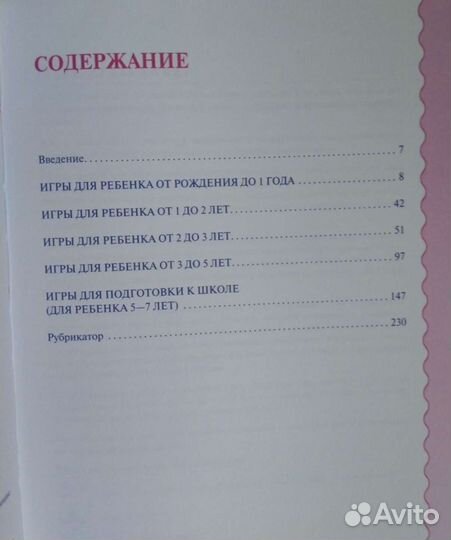 СОДЕРЖАНИЕ
Введение. 7
ИГРЫ ДЛЯ РЕБЕНКА ОТ РОЖДЕНИЯ ДО 1 ГОДА 8
ИГРЫ ДЛЯ РЕБЕНКА ОТ 1 ДО 2 ЛЕТ. 42
ИГРЫ ДЛЯ РЕБЕНКА ОТ 2 ДО 3 ЛЕТ. 51
ИГРЫ ДЛЯ РЕБЕНКА ОТ 3 ДО 5 ЛЕТ. 97
ИГРЫ ДЛЯ ПОДГОТОВКИ К ШКОЛЕ
(ДЛЯ РЕБЕНКА 5—7 ЛЕТ) 147
Рубрикатор 230
Avito